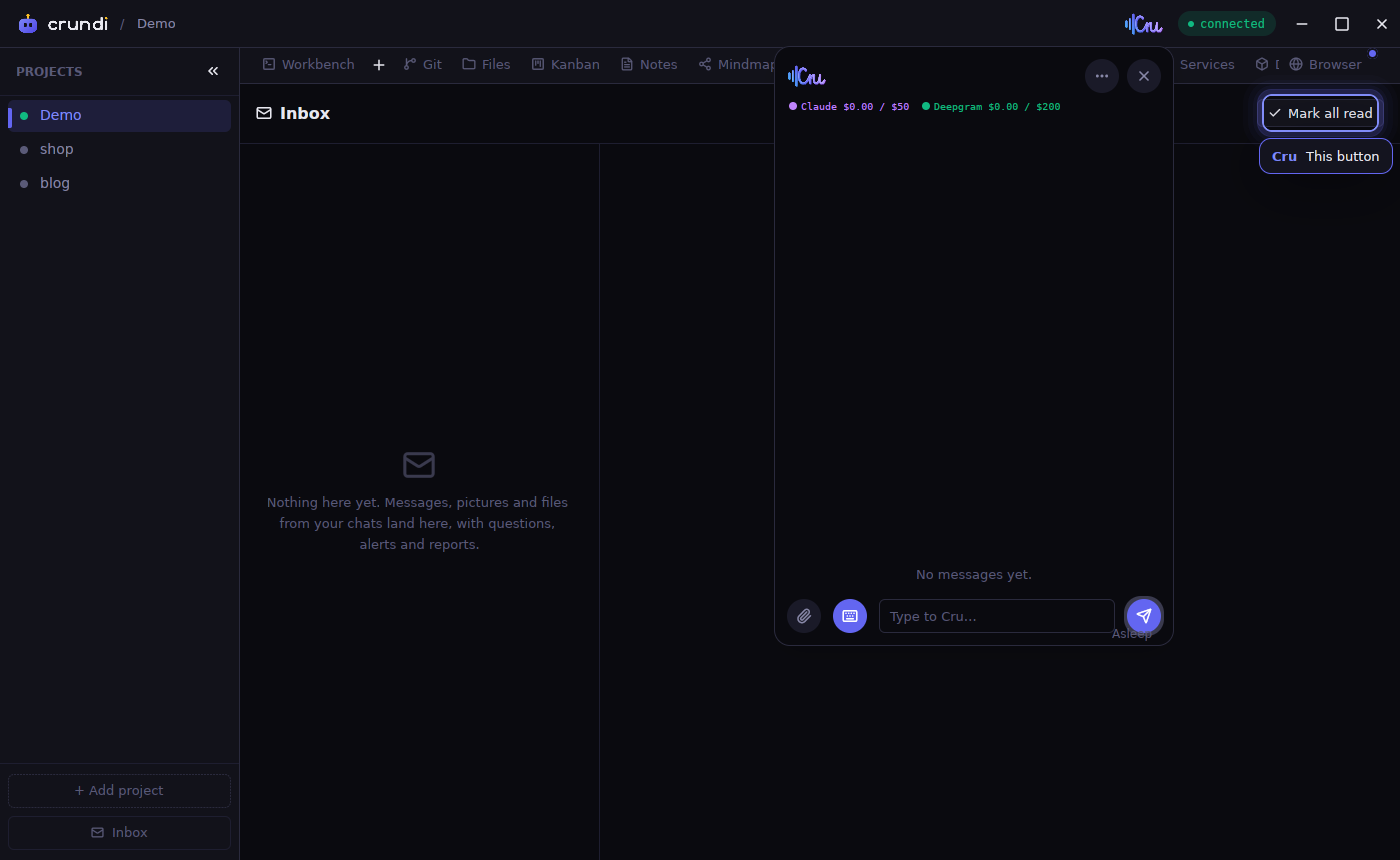 crundi / Demo
Cru
connected
PROJECTS
Workbench
Git
Files
Kanban
Notes
Mindmap
Services
Browser
Demo
shop
blog
Inbox
Cru
Claude $0.00 / $50
Deepgram $0.00 / $200
Mark all read
Cru This button
Nothing here yet. Messages, pictures and files
from your chats land here, with questions,
alerts and reports.
No messages yet.
Type to Cru...
Asleep
+ Add project
Inbox